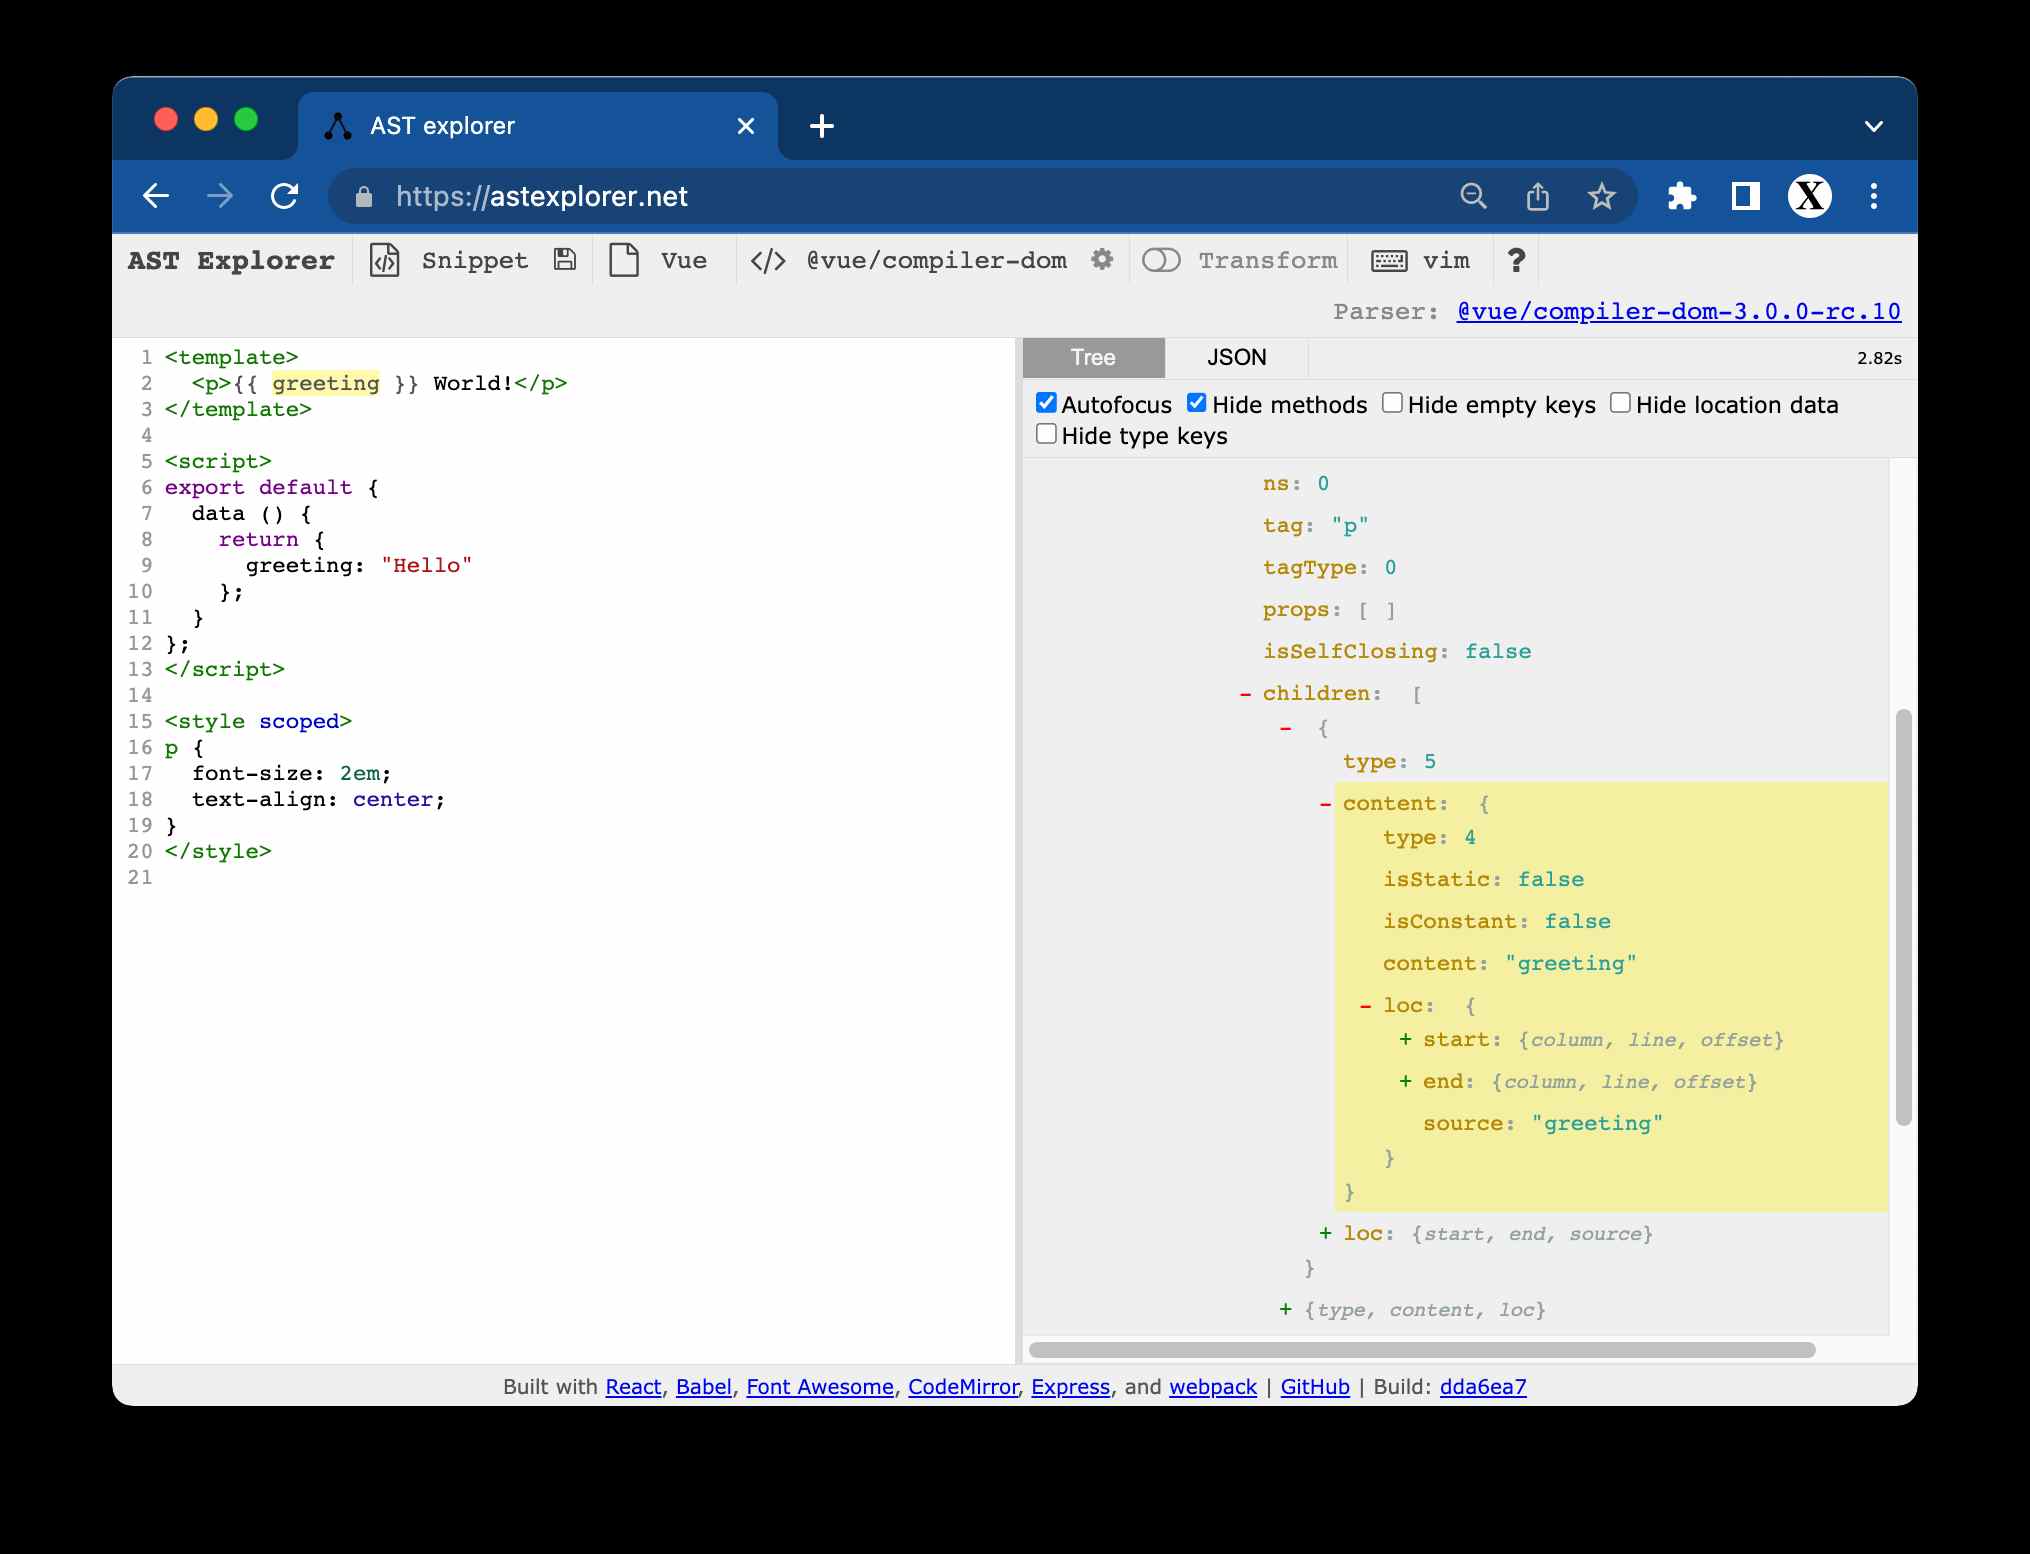 AST explorer
https://astexplorer.net
X
AST Explorer Snippet Vue </> @vue/compiler-dom Transform vim ?
Parser: @vue/compiler-dom-3.0.0-rc.10
1 <template>
2   <p>{{ greeting }} World!</p>
3 </template>
4
5 <script>
6 export default {
7   data () {
8     return {
9       greeting: "Hello"
10     };
11   }
12 };
13 </script>
14
15 <style scoped>
16 p {
17   font-size: 2em;
18   text-align: center;
19 }
20 </style>
21
Tree JSON 2.82s
Autofocus Hide methods Hide empty keys Hide location data
Hide type keys
ns: 0
tag: "p"
tagType: 0
props: [ ]
isSelfClosing: false
- children: [
- {
type: 5
- content: {
type: 4
isStatic: false
isConstant: false
content: "greeting"
- loc: {
+ start: {column, line, offset}
+ end: {column, line, offset}
source: "greeting"
}
}
+ loc: {start, end, source}
}
+ {type, content, loc}
Built with React, Babel, Font Awesome, CodeMirror, Express, and webpack | GitHub | Build: dda6ea7